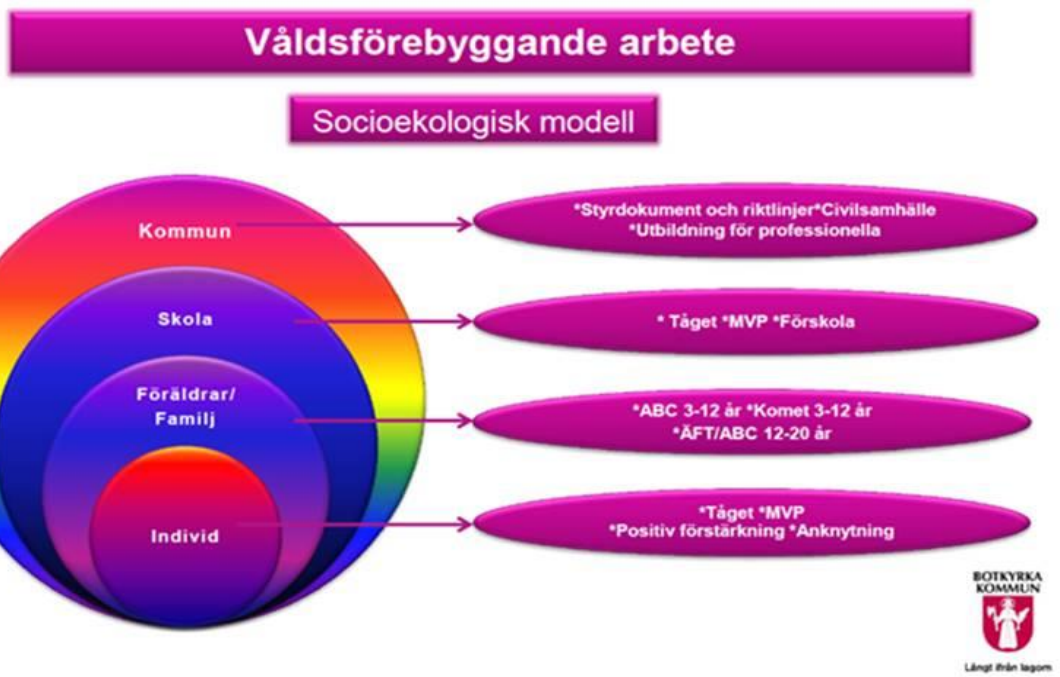 Våldsförebyggande arbete
Socioekologisk modell
Kommun
*Styrdokument och riktlinjer*Civilsamhälle
*Utbildning för professionella
Skola
* Tåget *MVP *Förskola
Föräldrar/
Familj
*ABC 3-12 år *Komet 3-12 år
*ÄFT/ABC 12-20 år
Individ
*Tåget *MVP
*Positiv förstärkning *Anknytning
BOTKYRKA
KOMMUN
Långt ifrån lagom